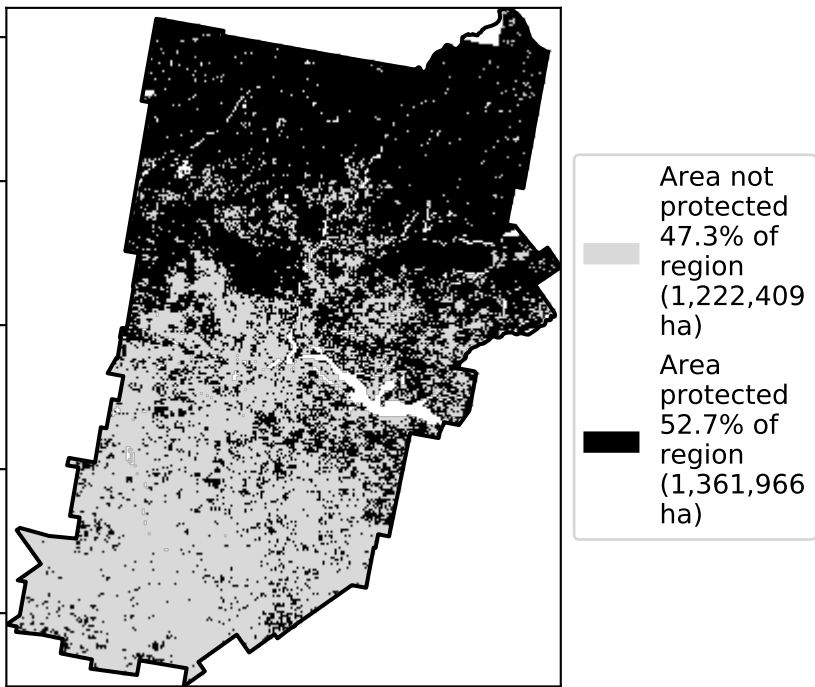 Area not
protected
47.3% of
region
(1,222,409
ha)
Area
protected
52.7% of
region
(1,361,966
ha)